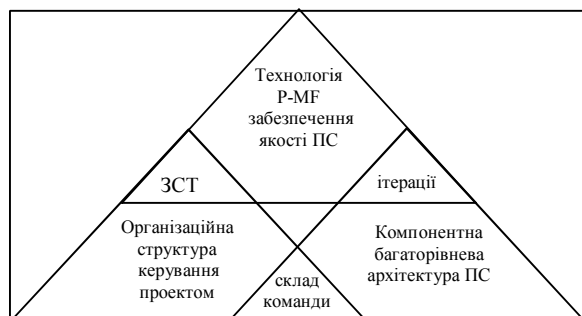 Технологія
P-MF
забезпечення
якості ПС
ЗСТ
ітерації
Організаційна
структура
керування
проектом
склад
команди
Компонентна
багаторівнева
архітектура ПС